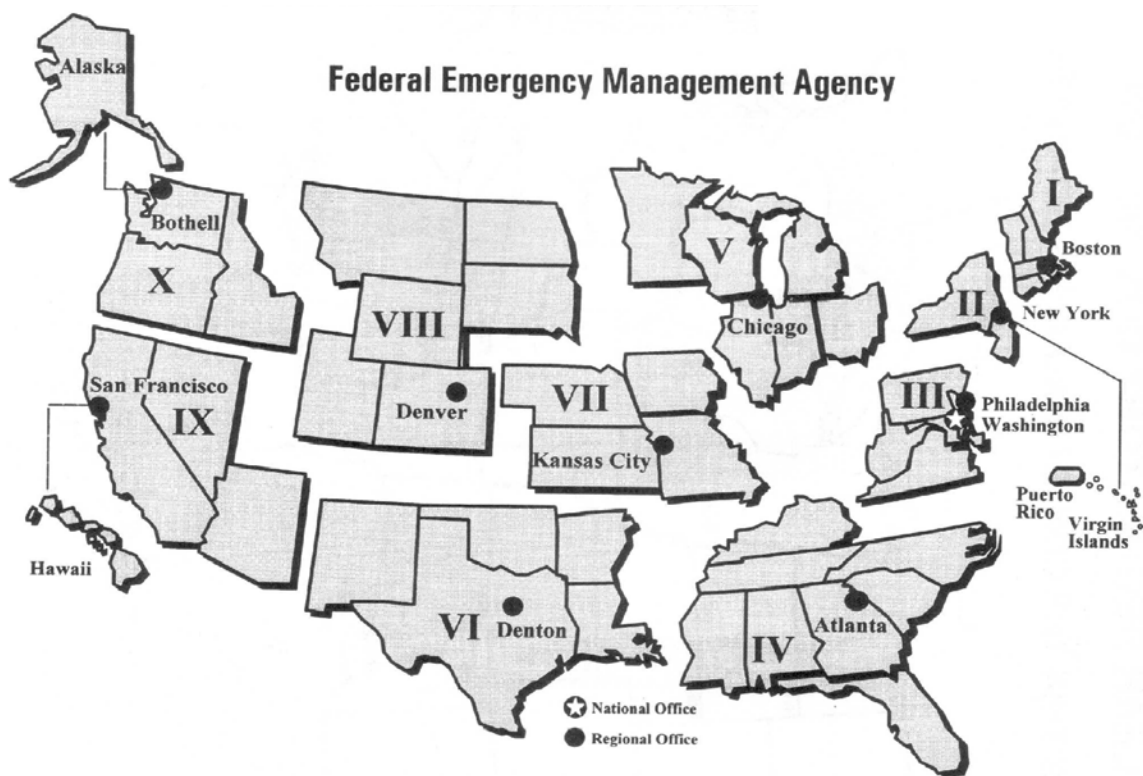 Alaska
Federal Emergency Management Agency
Bothell
X
VIII
V
I
Boston
II
New York
Chicago
San Francisco
IX
Denver
VII
Kansas City
III
Philadelphia
Washington
Puerto
Rico
Virgin
Islands
Hawaii
VI
Denton
IV
Atlanta
National Office
Regional Office